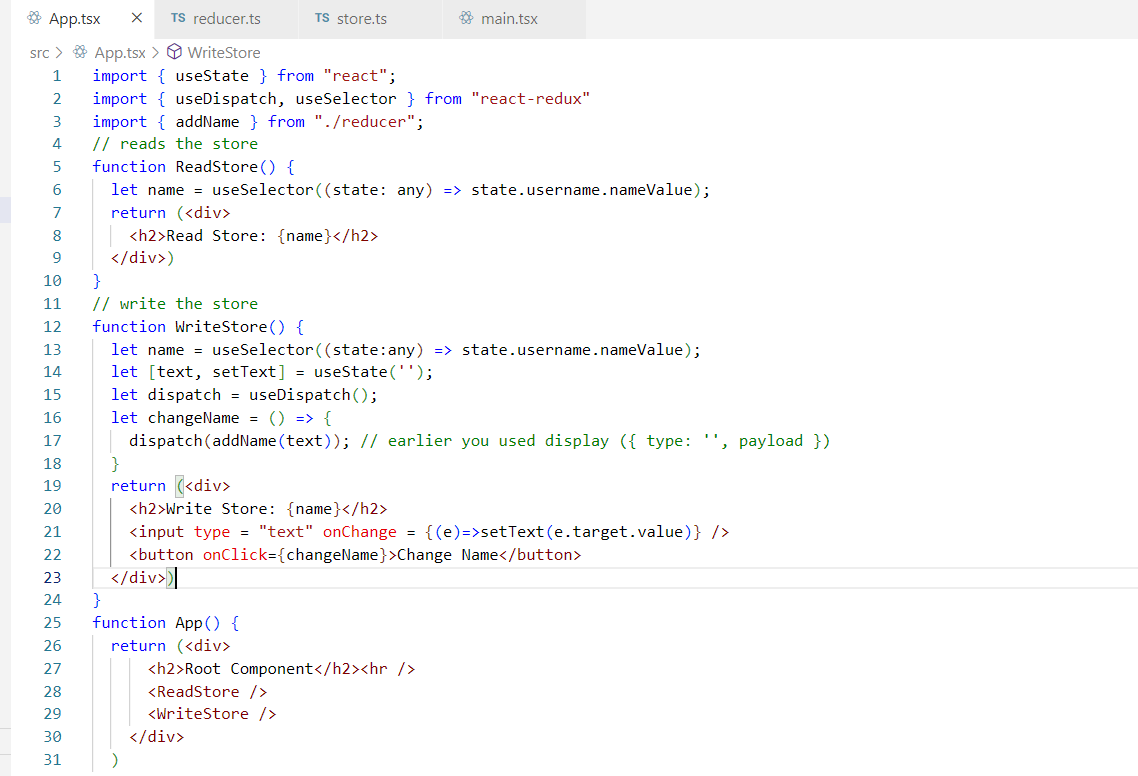 App.tsx × TS reducer.ts TS store.ts main.tsx
src > App.tsx > WriteStore
1 import { useState } from "react";
2 import { useDispatch, useSelector } from "react-redux"
3 import { addName } from "./reducer";
4 // reads the store
5 function ReadStore() {
6   let name = useSelector((state: any) => state.username.nameValue);
7   return (<div>
8     <h2>Read Store: {name}</h2>
9   </div>)
10 }
11 // write the store
12 function WriteStore() {
13   let name = useSelector((state:any) => state.username.nameValue);
14   let [text, setText] = useState('');
15   let dispatch = useDispatch();
16   let changeName = () => {
17     dispatch(addName(text)); // earlier you used display ({ type: '', payload })
18   }
19   return (<div>
20     <h2>Write Store: {name}</h2>
21     <input type = "text" onChange = {(e)=>setText(e.target.value)} />
22     <button onClick={changeName}>Change Name</button>
23   </div>)
24 }
25 function App() {
26   return (<div>
27       <h2>Root Component</h2><hr />
28       <ReadStore />
29       <WriteStore />
30     </div>
31   )